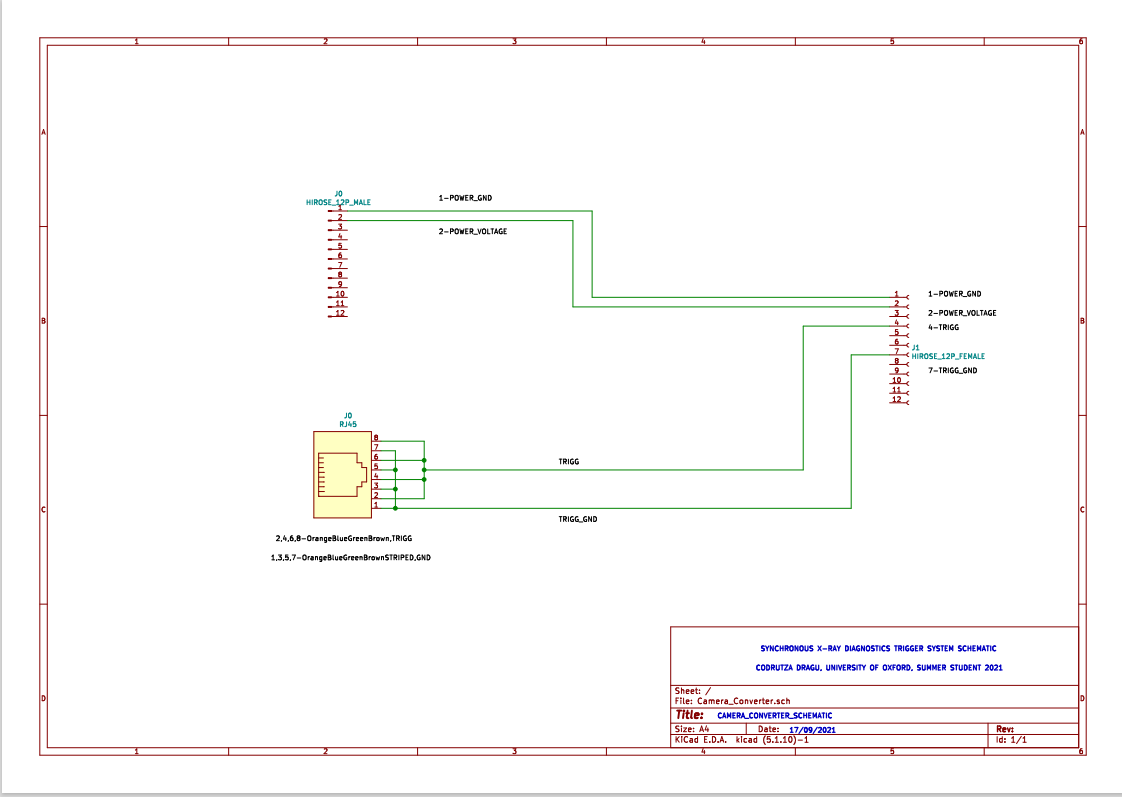 1 2 3 4 5 6
A A
J0
HIROSE_12P_MALE
1
2
3
4
5
6
7
8
9
10
11
12
1-POWER_GND
2-POWER_VOLTAGE
B B
1
2
3
4
5
6
7
8
9
10
11
12
1-POWER_GND
2-POWER_VOLTAGE
4-TRIGG
J1
HIROSE_12P_FEMALE
7-TRIGG_GND
J0
RJ45
8
7
6
5
4
3
2
1
TRIGG
C C
TRIGG_GND
2,4,6,8-OrangeBlueGreenBrown,TRIGG
1,3,5,7-OrangeBlueGreenBrownSTRIPED,GND
SYNCHRONOUS X-RAY DIAGNOSTICS TRIGGER SYSTEM SCHEMATIC
CODRUTZA DRAGU, UNIVERSITY OF OXFORD, SUMMER STUDENT 2021
D D
Sheet: /
File: Camera_Converter.sch
Title: CAMERA_CONVERTER_SCHEMATIC
Size: A4 Date: 17/09/2021 Rev:
KiCad E.D.A. kicad (5.1.10)-1 Id: 1/1
1 2 3 4 5 6